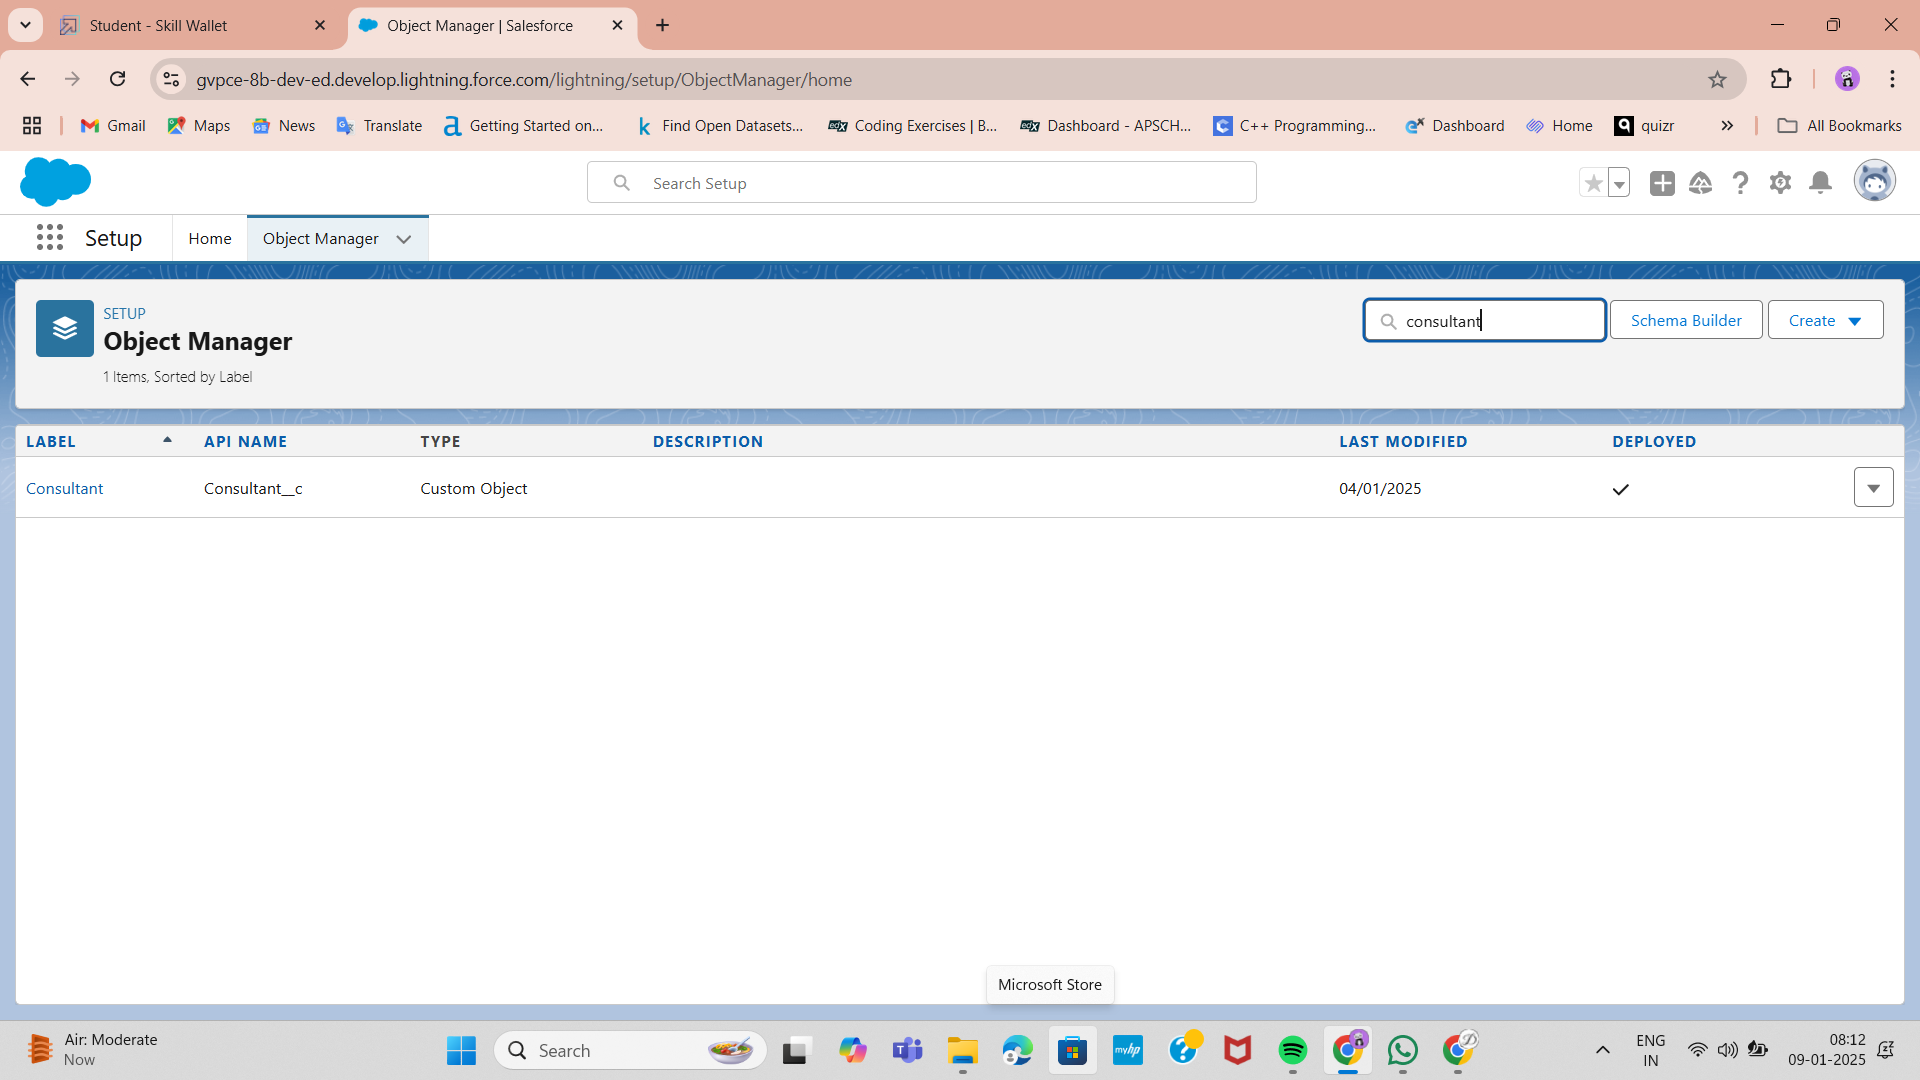 Student - Skill Wallet
Object Manager | Salesforce
gvpce-8b-dev-ed.develop.lightning.force.com/lightning/setup/ObjectManager/home
Gmail
Maps
News
Translate
Getting Started on...
Find Open Datasets...
Coding Exercises | B...
Dashboard - APSCH...
C++ Programming...
Dashboard
Home
quizr
All Bookmarks
Search Setup
Setup
Home
Object Manager
SETUP
Object Manager
1 Items, Sorted by Label
consultant
Schema Builder
Create
LABEL API NAME TYPE DESCRIPTION LAST MODIFIED DEPLOYED
Consultant Consultant__c Custom Object 04/01/2025
Microsoft Store
Air: Moderate
Now
Search
myhp
ENG
IN
08:12
09-01-2025